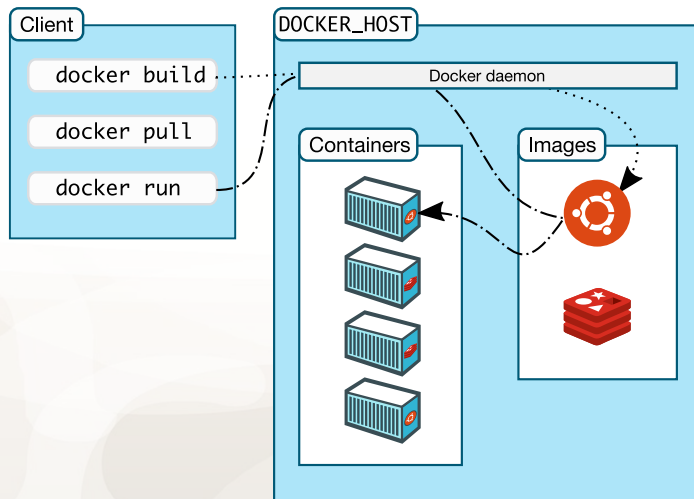 Client
docker build
docker pull
docker run
DOCKER_HOST
Docker daemon
Containers
Images